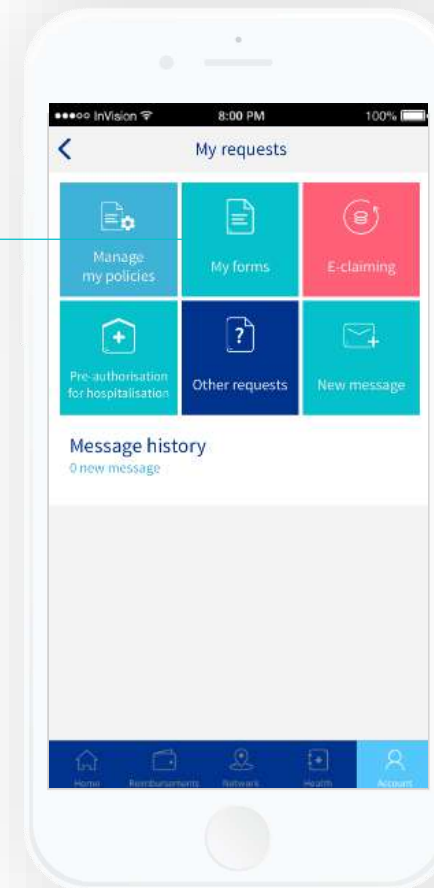 InVision 8:00 PM 100%
My requests
Manage
my policies
My forms
E-claiming
Pre-authorisation
for hospitalisation
Other requests
New message
Message history
0 new message
Home Reimbursements Network Health Account